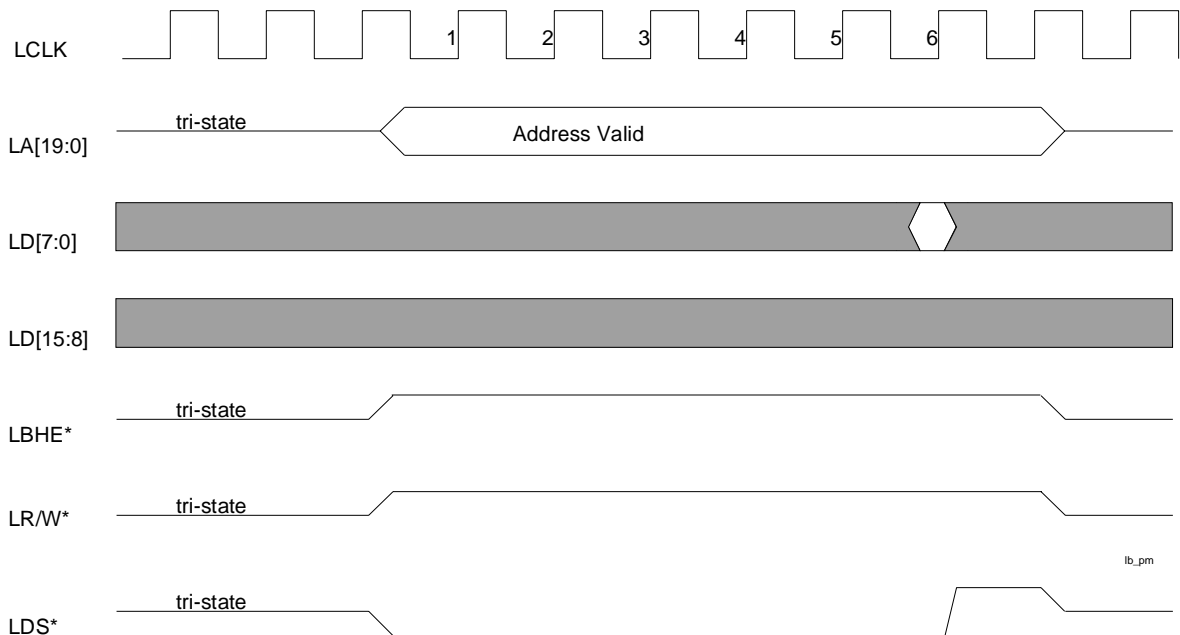 LCLK
1 2 3 4 5 6
LA[19:0]
tri-state
Address Valid
LD[7:0]
LD[15:8]
LBHE*
tri-state
LR/W*
tri-state
lb_pm
LDS*
tri-state